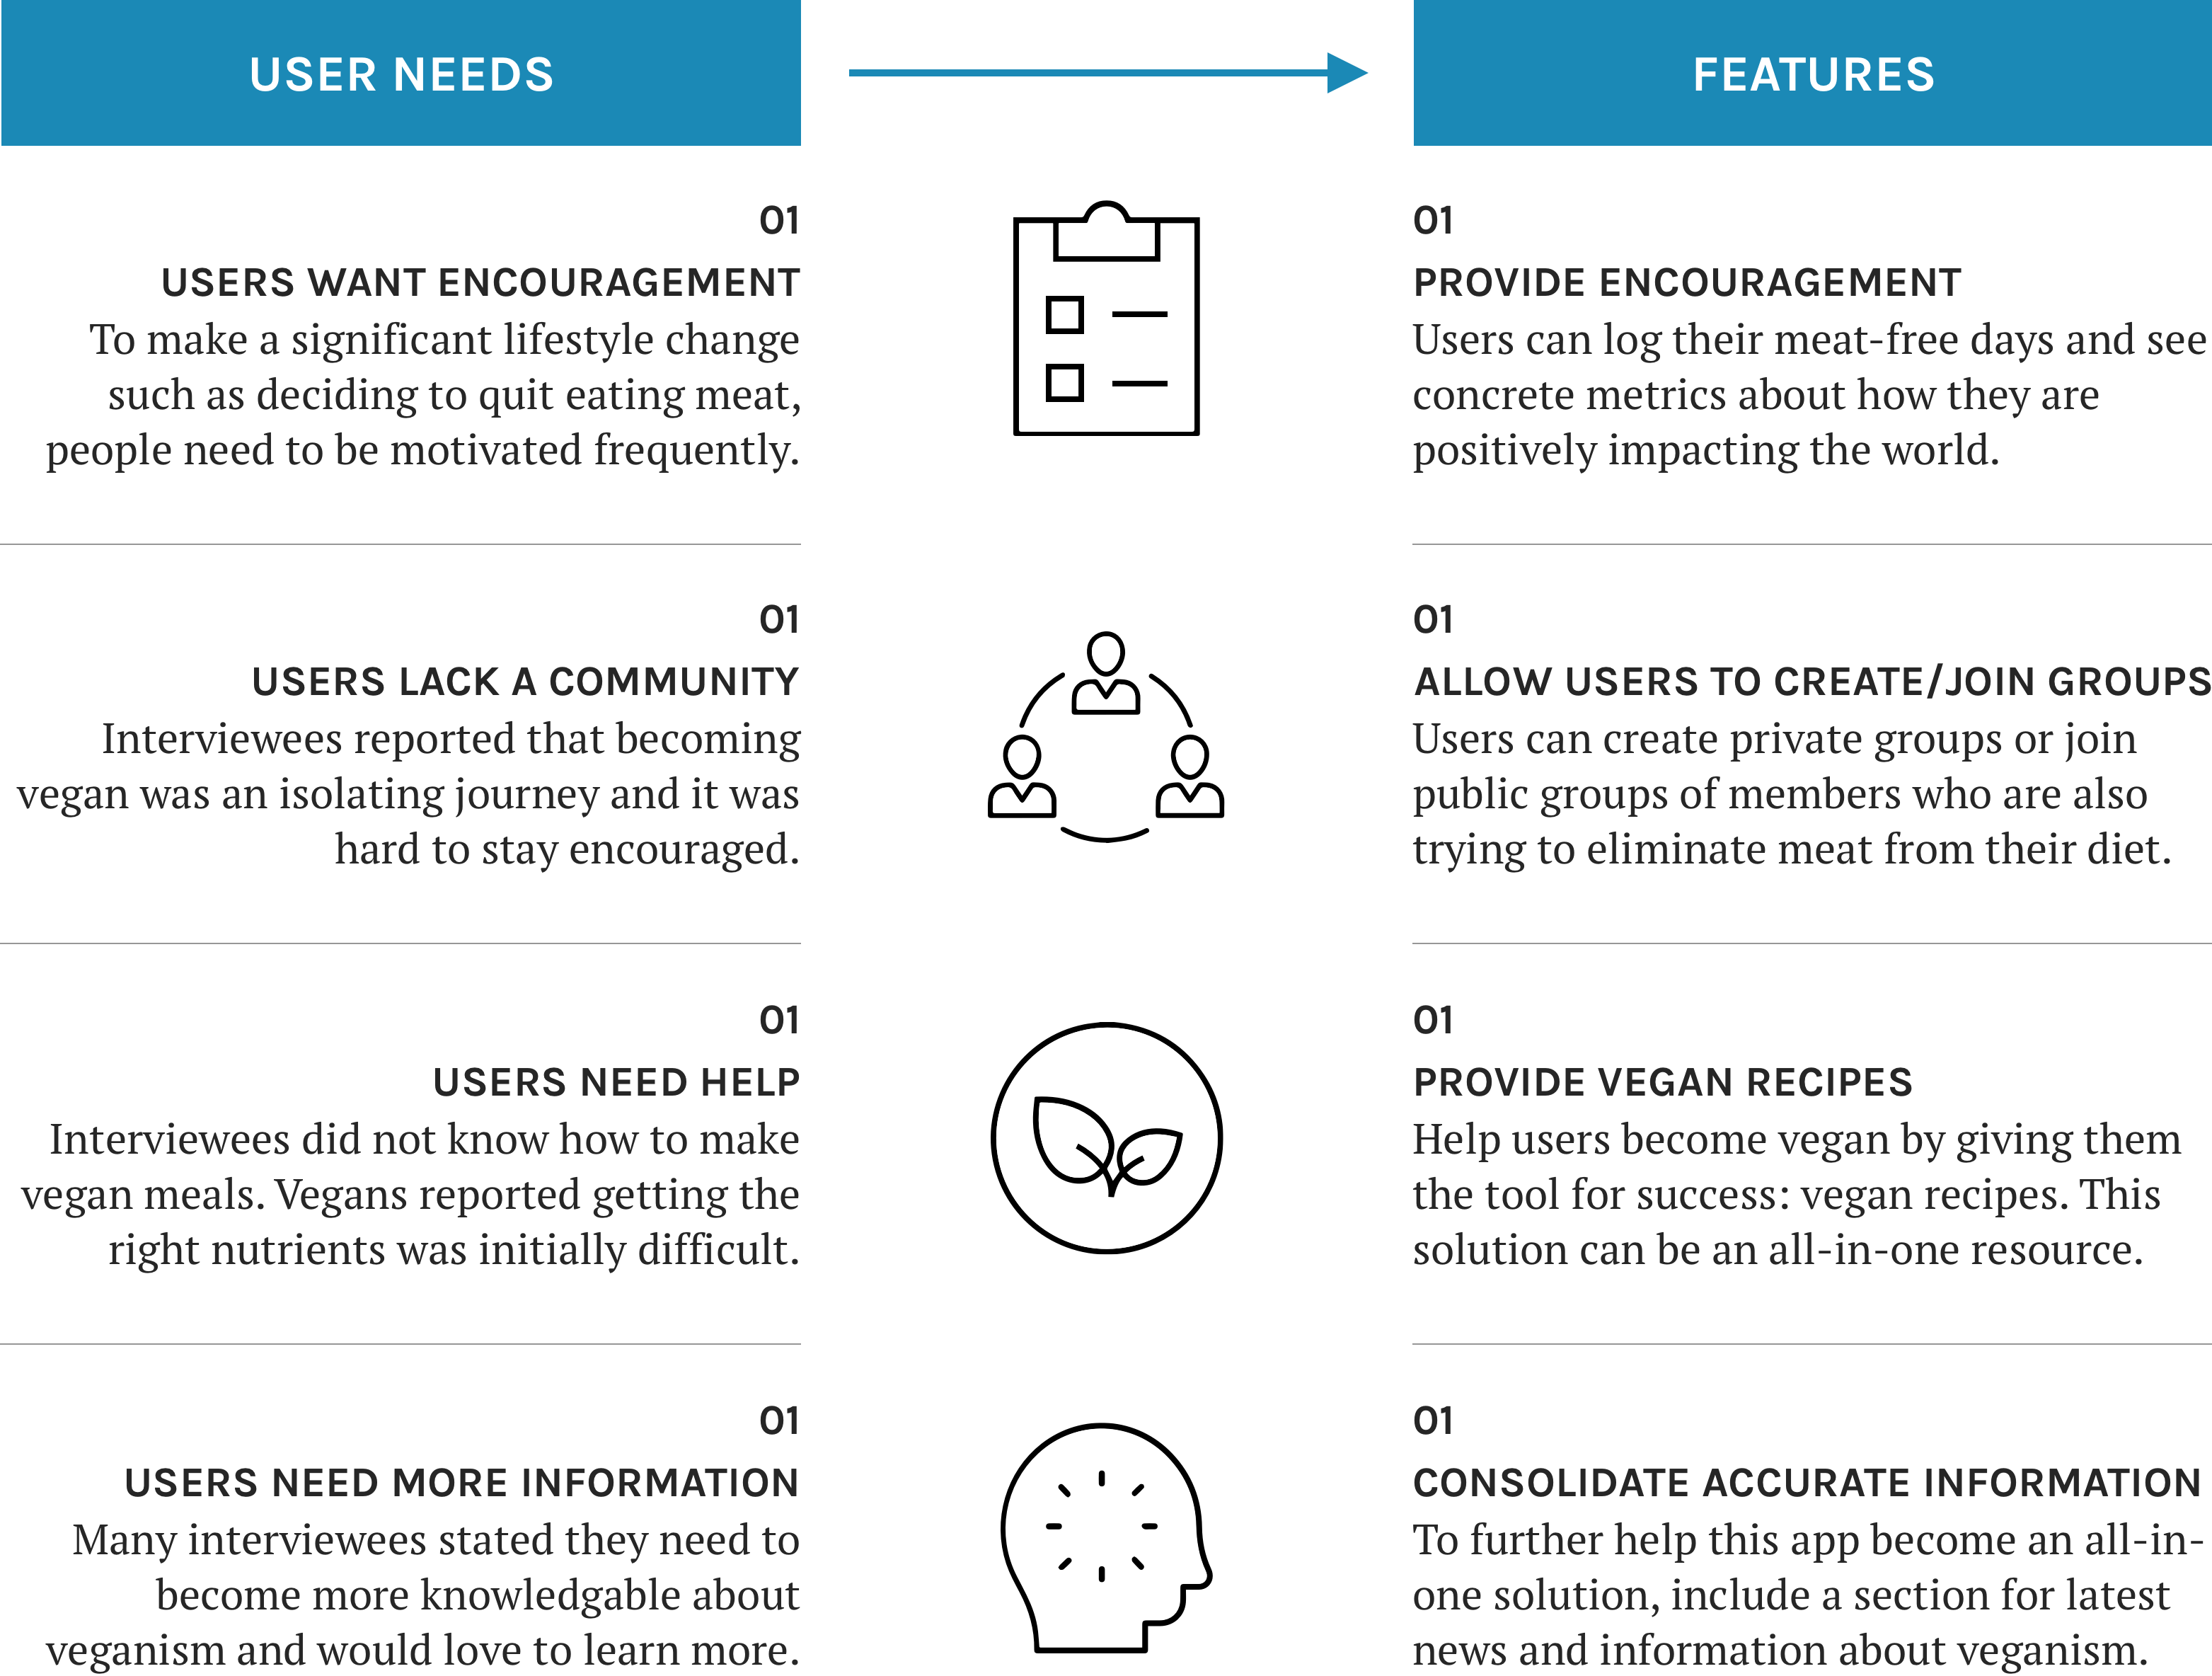 USER NEEDS
FEATURES
01
USERS WANT ENCOURAGEMENT
To make a significant lifestyle change
such as deciding to quit eating meat,
people need to be motivated frequently.
01
PROVIDE ENCOURAGEMENT
Users can log their meat-free days and see
concrete metrics about how they are
positively impacting the world.
01
USERS LACK A COMMUNITY
Interviewees reported that becoming
vegan was an isolating journey and it was
hard to stay encouraged.
01
ALLOW USERS TO CREATE/JOIN GROUPS
Users can create private groups or join
public groups of members who are also
trying to eliminate meat from their diet.
01
USERS NEED HELP
Interviewees did not know how to make
vegan meals. Vegans reported getting the
right nutrients was initially difficult.
01
PROVIDE VEGAN RECIPES
Help users become vegan by giving them
the tool for success: vegan recipes. This
solution can be an all-in-one resource.
01
USERS NEED MORE INFORMATION
Many interviewees stated they need to
become more knowledgable about
veganism and would love to learn more.
01
CONSOLIDATE ACCURATE INFORMATION
To further help this app become an all-in-
one solution, include a section for latest
news and information about veganism.